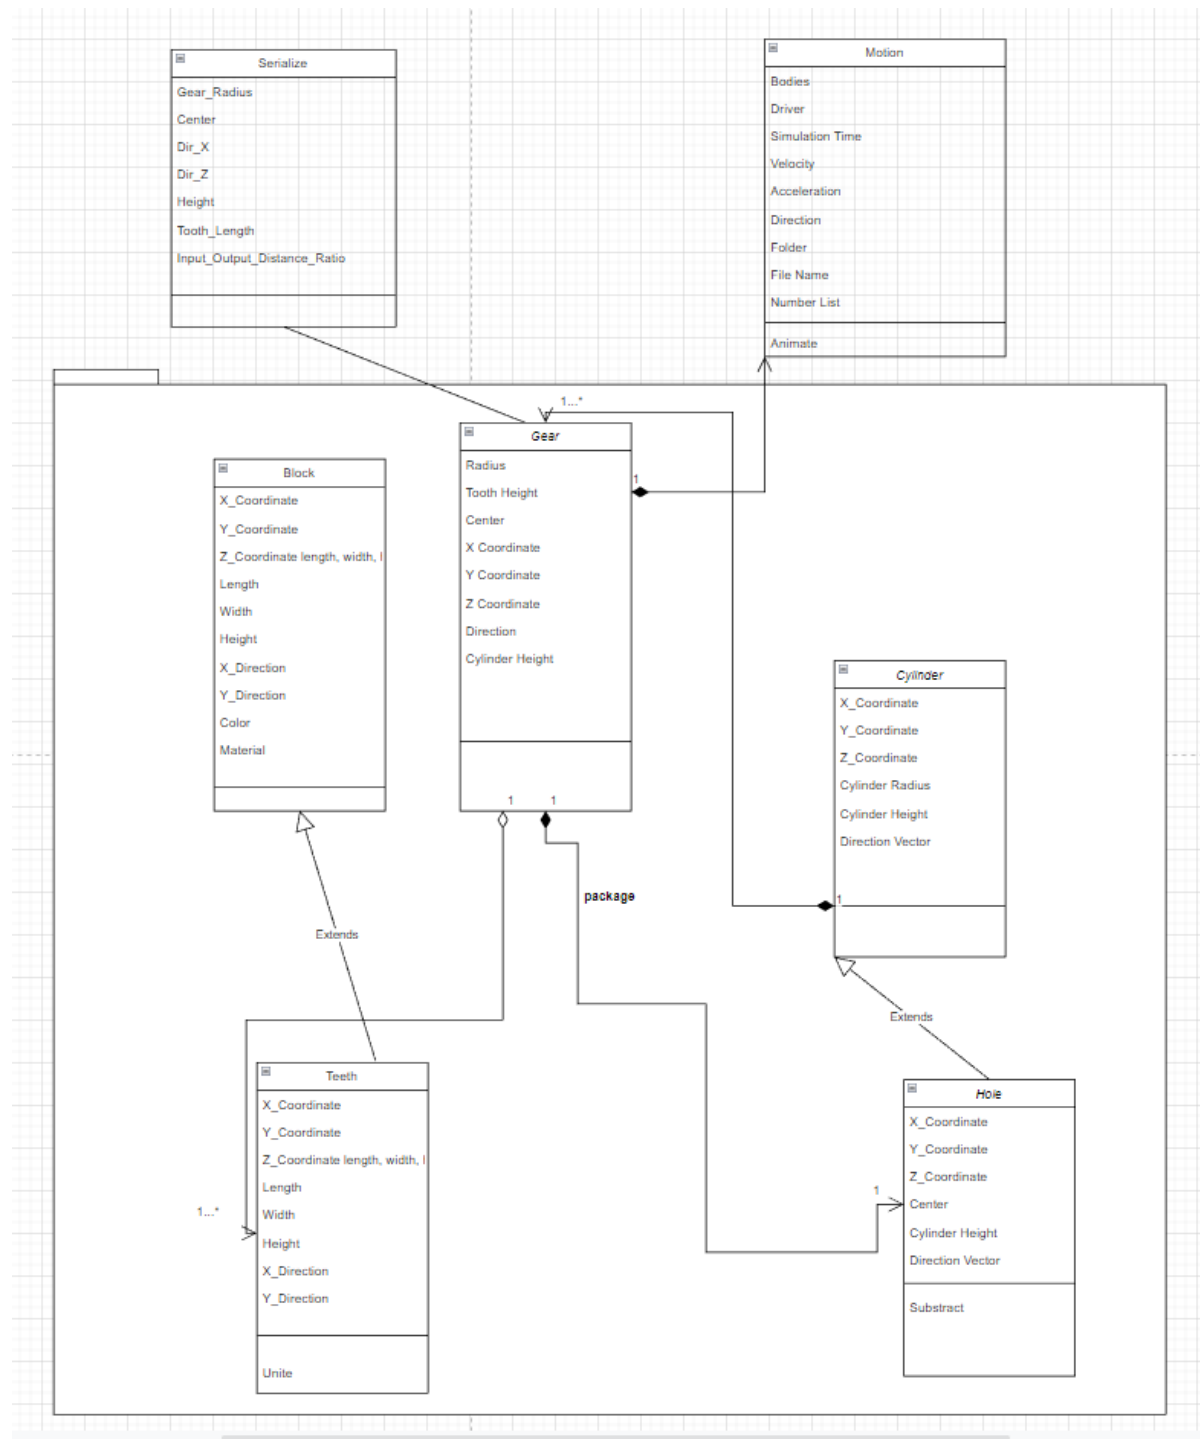 Serialize
Gear_Radius
Center
Dir_X
Dir_Z
Height
Tooth_Length
Input_Output_Distance_Ratio
Motion
Bodies
Driver
Simulation Time
Velocity
Acceleration
Direction
Folder
File Name
Number List
Animate
1...*
Gear
Radius
Tooth Height
Center
X Coordinate
Y Coordinate
Z Coordinate
Direction
Cylinder Height
1
1
1
Block
X_Coordinate
Y_Coordinate
Z_Coordinate length, width,
Length
Width
Height
X_Direction
Y_Direction
Color
Material
Cylinder
X_Coordinate
Y_Coordinate
Z_Coordinate
Cylinder Radius
Cylinder Height
Direction Vector
1
package
Extends
Extends
Teeth
X_Coordinate
Y_Coordinate
Z_Coordinate length, width,
Length
Width
Height
X_Direction
Y_Direction
Unite
1...*
Hole
X_Coordinate
Y_Coordinate
Z_Coordinate
Center
Cylinder Height
Direction Vector
Substract
1